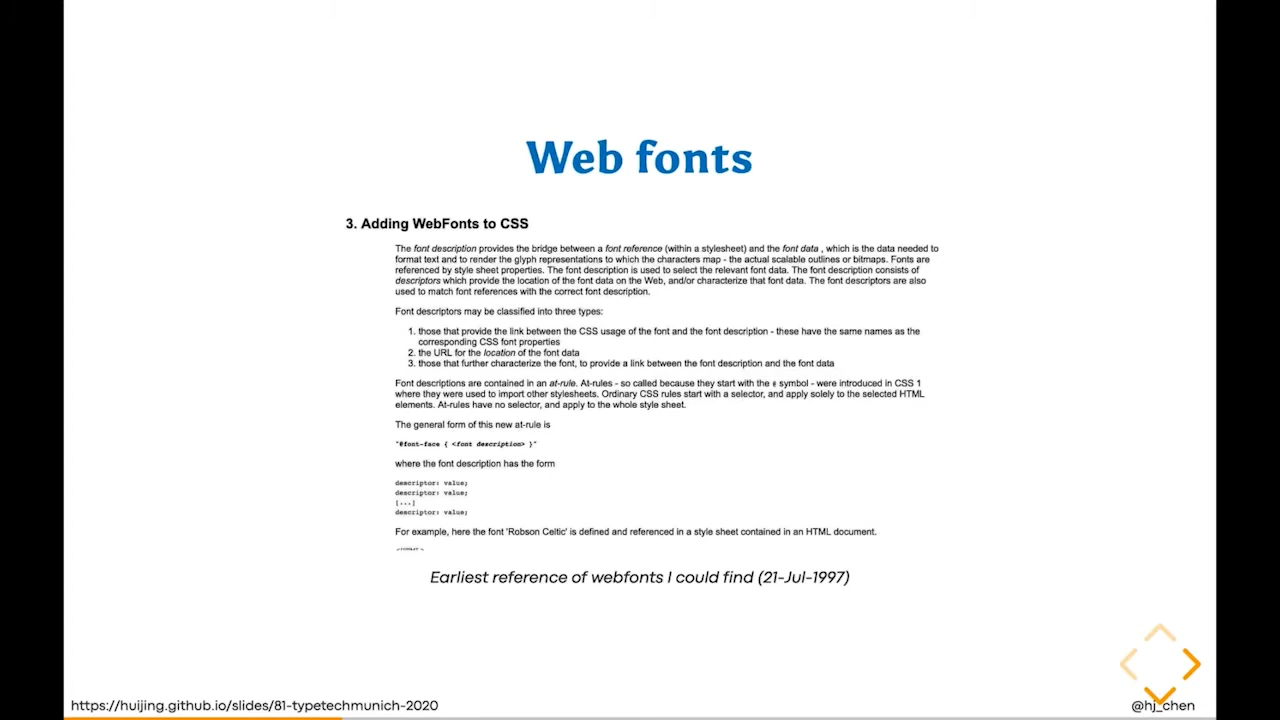 Web fonts
3. Adding WebFonts to CSS
The font description provides the bridge between a font reference (within a stylesheet) and the font data , which is the data needed to
format text and to render the glyph representations to which the characters map - the actual scalable outlines or bitmaps. Fonts are
referenced by style sheet properties. The font description is used to select the relevant font data. The font description consists of
descriptors which provide the location of the font data on the Web, and/or characterize that font data. The font descriptors are also
used to match font references with the correct font description.
Font descriptors may be classified into three types:
1. those that provide the link between the CSS usage of the font and the font description - these have the same names as the
corresponding CSS font properties
2. the URL for the location of the font data
3. those that further characterize the font, to provide a link between the font description and the font data
Font descriptions are contained in an at-rule. At-rules - so called because they start with the @ symbol - were introduced in CSS 1
where they were used to import other stylesheets. Ordinary CSS rules start with a selector, and apply solely to the selected HTML
elements. At-rules have no selector, and apply to the whole style sheet.
The general form of this new at-rule is
"@font-face { <font description> }"
where the font description has the form
descriptor: value;
descriptor: value;
[...]
descriptor: value;
For example, here the font 'Robson Celtic' is defined and referenced in a style sheet contained in an HTML document.
Earliest reference of webfonts I could find (21-Jul-1997)
https://huijing.github.io/slides/81-typetechmunich-2020
@hj_chen